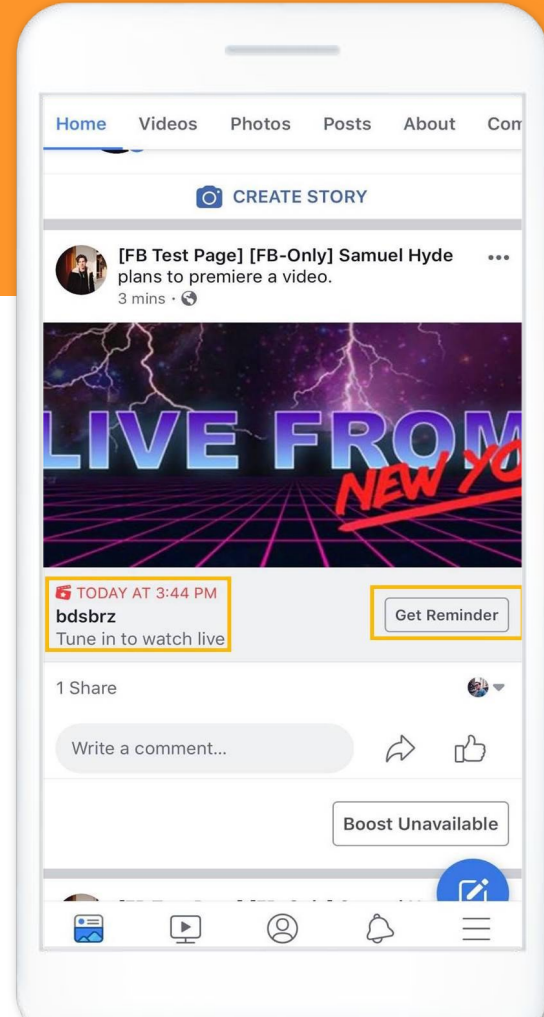 Home Videos Photos Posts About Com
CREATE STORY
[FB Test Page] [FB-Only] Samuel Hyde
plans to premiere a video.
3 mins ·
LIVE FROM
NEW YO
TODAY AT 3:44 PM
bdsbrz
Tune in to watch live
Get Reminder
1 Share
Write a comment...
Boost Unavailable